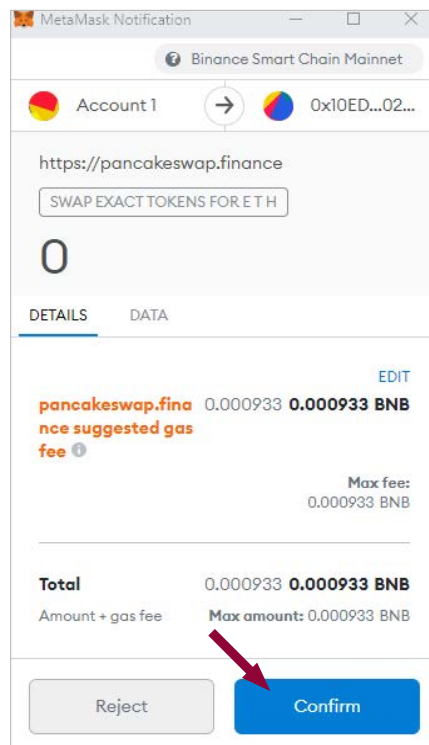 MetaMask Notification
Binance Smart Chain Mainnet
Account 1 0x10ED...02...
https://pancakeswap.finance
SWAP EXACT TOKENS FOR E T H
0
DETAILS DATA
EDIT
pancakeswap.fina 0.000933 0.000933 BNB
nce suggested gas
fee
Max fee:
0.000933 BNB
Total 0.000933 0.000933 BNB
Amount + gas fee Max amount: 0.000933 BNB
Reject Confirm